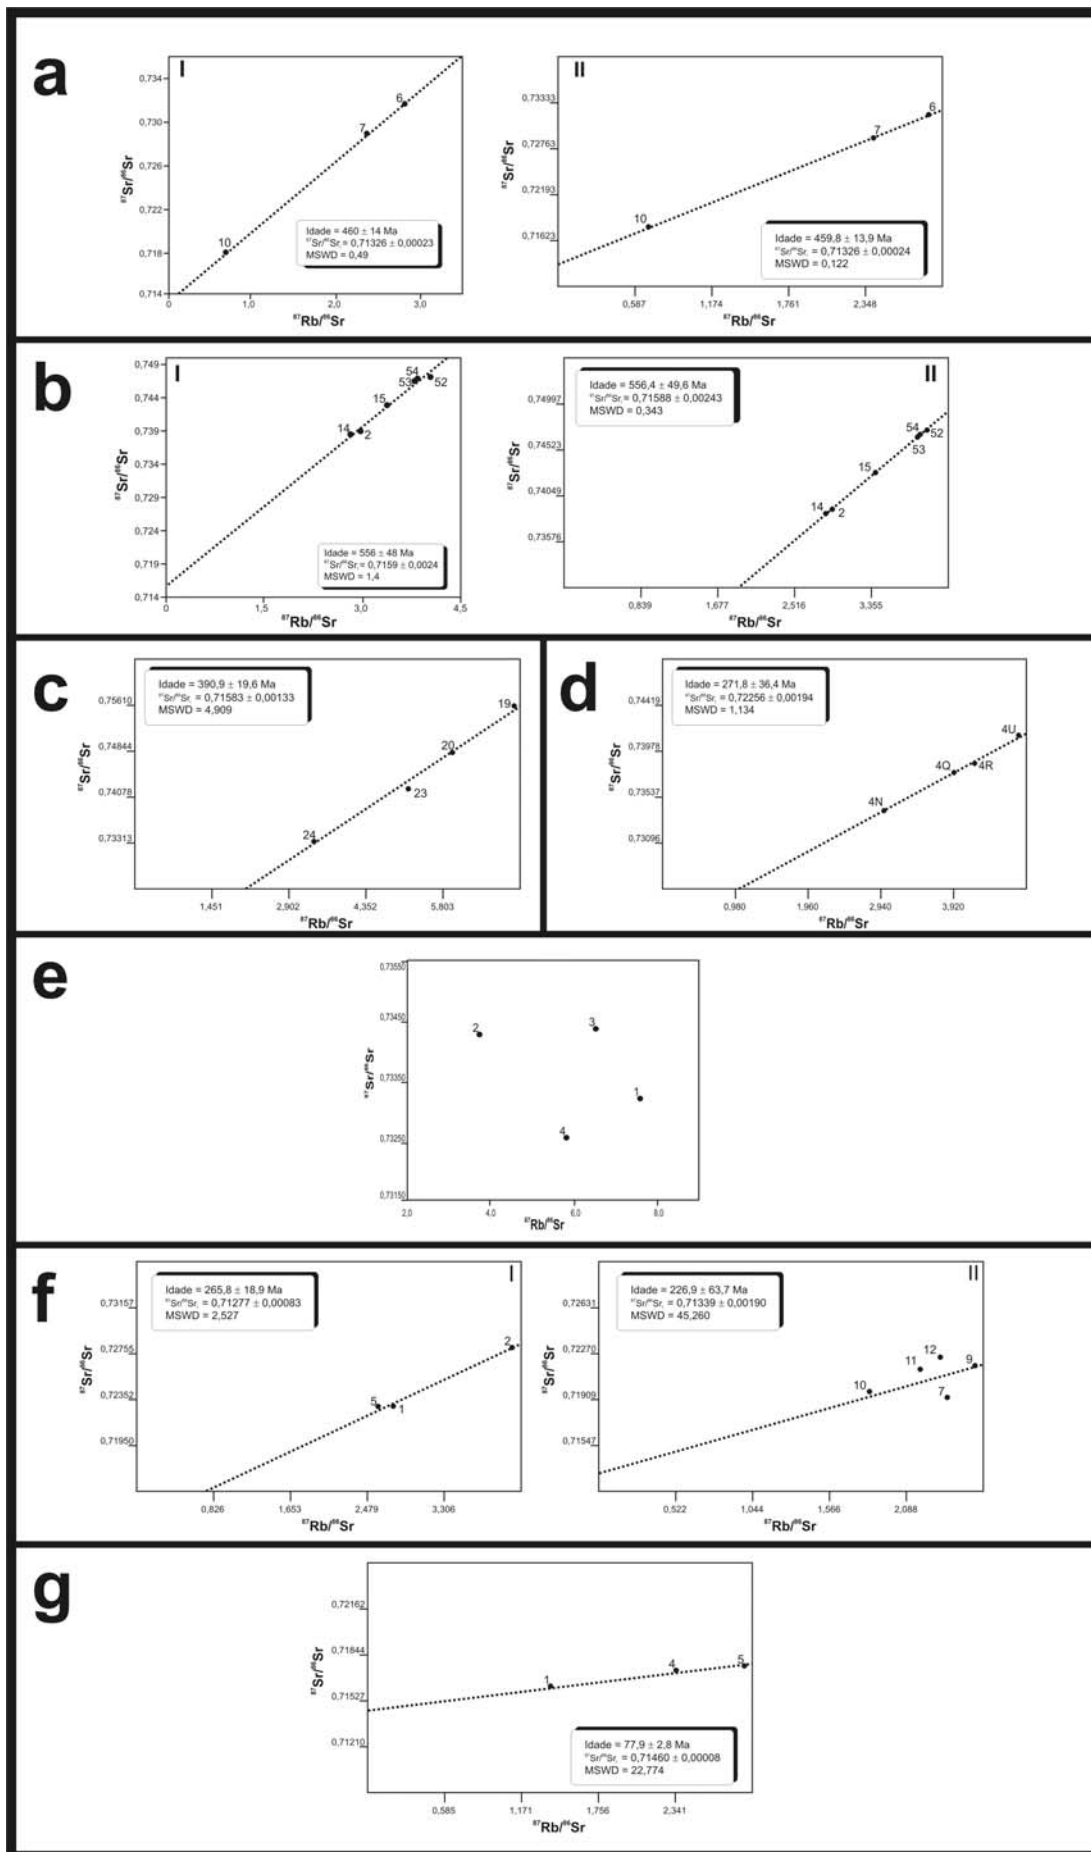 a
I
0,734
0,730
0,726
0,722
0,718
0,714
87Sr/86Sr
6
7
10
Idade = 460 ± 14 Ma
87Sr/86Sri = 0,71326 ± 0,00023
MSWD = 0,49
0 1,0 2,0 3,0
87Rb/86Sr
II
0,73333
0,72763
0,72193
0,71623
87Sr/86Sr
6
7
10
Idade = 459,8 ± 13,9 Ma
87Sr/86Sri = 0,71326 ± 0,00024
MSWD = 0,122
0,587 1,174 1,761 2,348
87Rb/86Sr
b
I
0,749
0,744
0,739
0,734
0,729
0,724
0,719
0,714
87Sr/86Sr
54
53 52
15
14 2
Idade = 556 ± 48 Ma
87Sr/86Sri = 0,7159 ± 0,0024
MSWD = 1,4
0 1,5 3,0 4,5
87Rb/86Sr
II
Idade = 556,4 ± 49,6 Ma
87Sr/86Sri = 0,71588 ± 0,00243
MSWD = 0,343
0,74997
0,74523
0,74049
0,73576
87Sr/86Sr
54 52
53
15
14 2
0,839 1,677 2,516 3,355
87Rb/86Sr
c
Idade = 390,9 ± 19,6 Ma
87Sr/86Sri = 0,71583 ± 0,00133
MSWD = 4,909
0,75610
0,74844
0,74078
0,73313
87Sr/86Sr
19
20
23
24
1,451 2,902 4,352 5,803
87Rb/86Sr
d
Idade = 271,8 ± 36,4 Ma
87Sr/86Sri = 0,72256 ± 0,00194
MSWD = 1,134
0,74419
0,73978
0,73537
0,73096
87Sr/86Sr
4U
4Q 4R
4N
0,980 1,960 2,940 3,920
87Rb/86Sr
e
0,73550
0,73450
0,73350
0,73250
0,73150
87Sr/86Sr
2 3
1
4
2,0 4,0 6,0 8,0
87Rb/86Sr
f
I
Idade = 265,8 ± 18,9 Ma
87Sr/86Sri = 0,71277 ± 0,00083
MSWD = 2,527
0,73157
0,72755
0,72352
0,71950
87Sr/86Sr
2
5 1
0,826 1,653 2,479 3,306
87Rb/86Sr
II
Idade = 226,9 ± 63,7 Ma
87Sr/86Sri = 0,71339 ± 0,00190
MSWD = 45,260
0,72631
0,72270
0,71909
0,71547
87Sr/86Sr
12
11 9
10 7
0,522 1,044 1,566 2,088
87Rb/86Sr
g
0,72162
0,71844
0,71527
0,71210
87Sr/86Sr
1 4 5
Idade = 77,9 ± 2,8 Ma
87Sr/86Sri = 0,71460 ± 0,00008
MSWD = 22,774
0,585 1,171 1,756 2,341
87Rb/86Sr